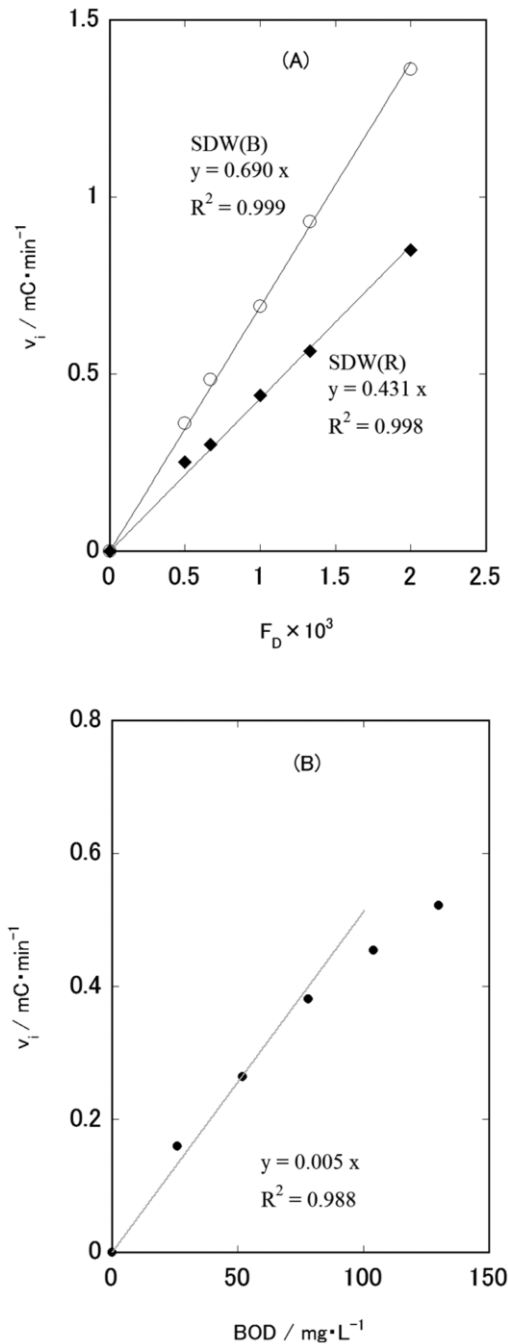 1.5
(A)
SDW(B)
y = 0.690 x
R² = 0.999
1
v_i / mC・min⁻¹
0.5
SDW(R)
y = 0.431 x
R² = 0.998
0
0 0.5 1 1.5 2 2.5
F_D × 10³
0.8
(B)
0.6
v_i / mC・min⁻¹
0.4
0.2
y = 0.005 x
R² = 0.988
0
0 50 100 150
BOD / mg・L⁻¹